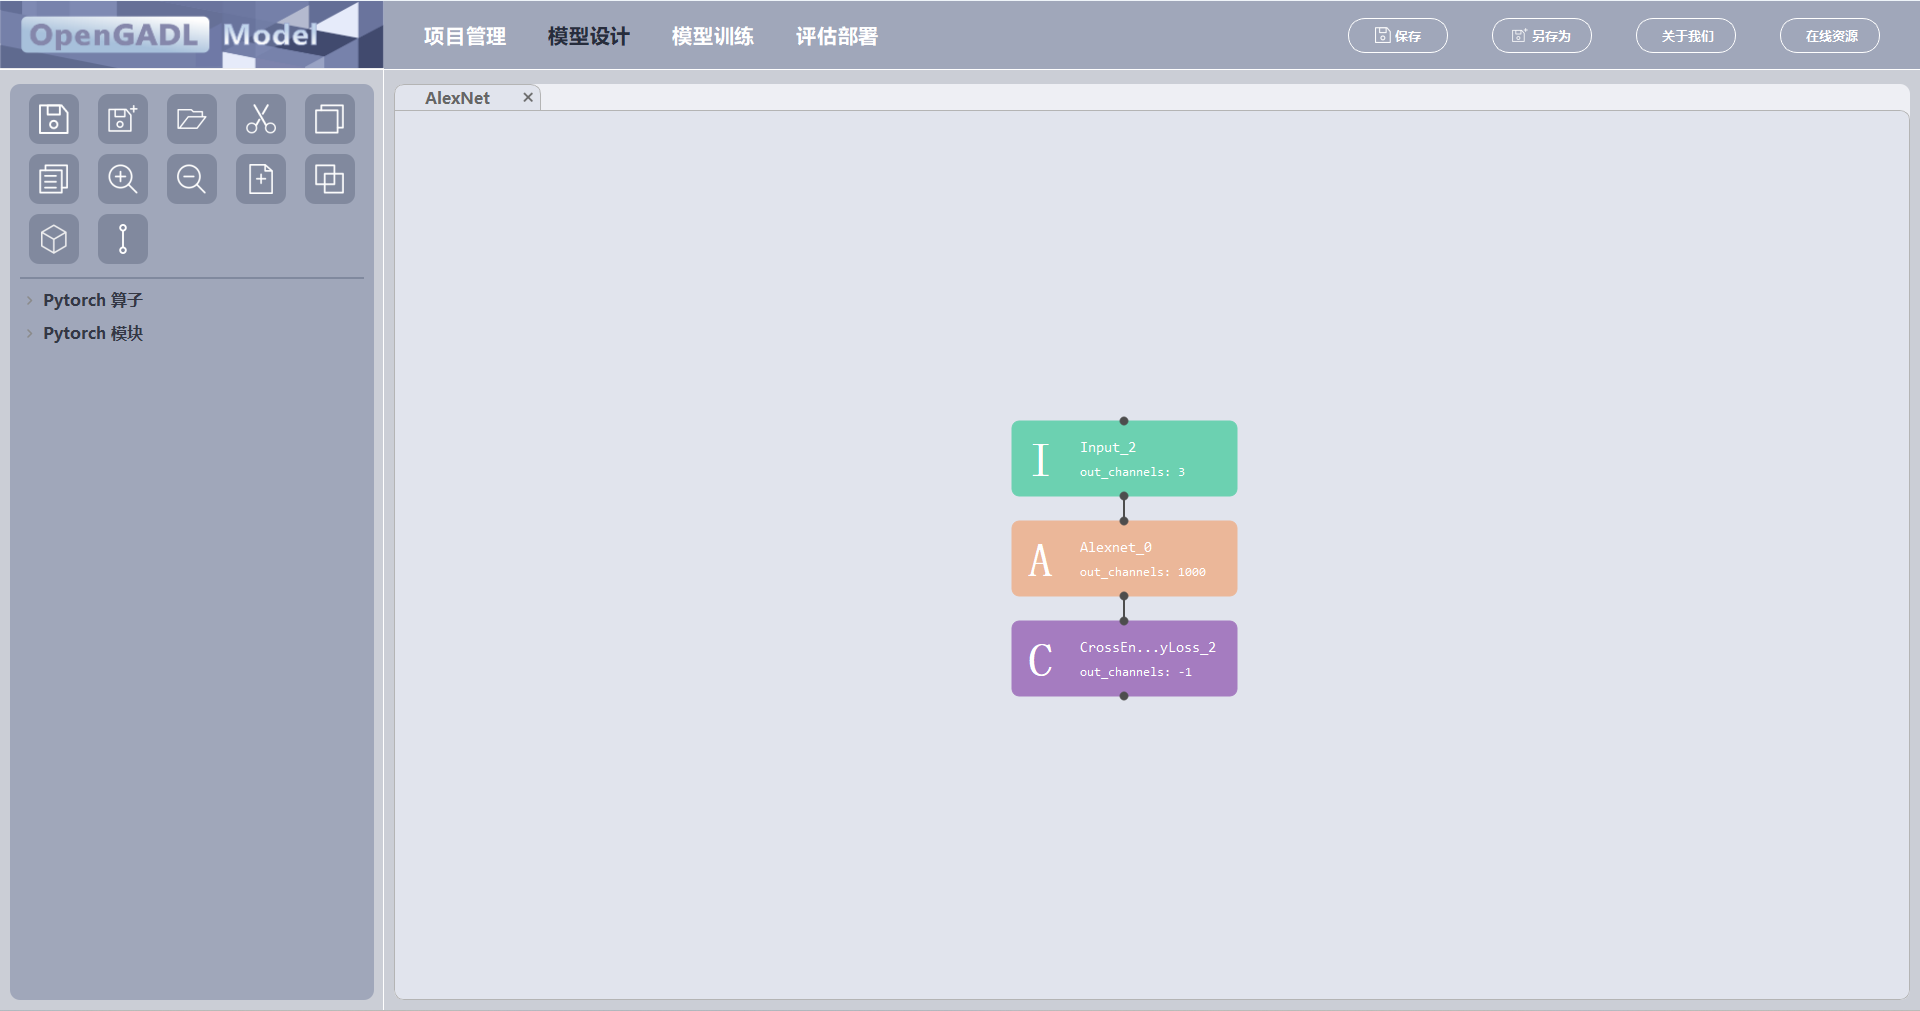 OpenGADL Model
项目管理 模型设计 模型训练 评估部署
保存 另存为 关于我们 在线资源
AlexNet
Pytorch 算子
Pytorch 模块
I
Input_2
out_channels: 3
A
Alexnet_0
out_channels: 1000
C
CrossEn...yLoss_2
out_channels: -1